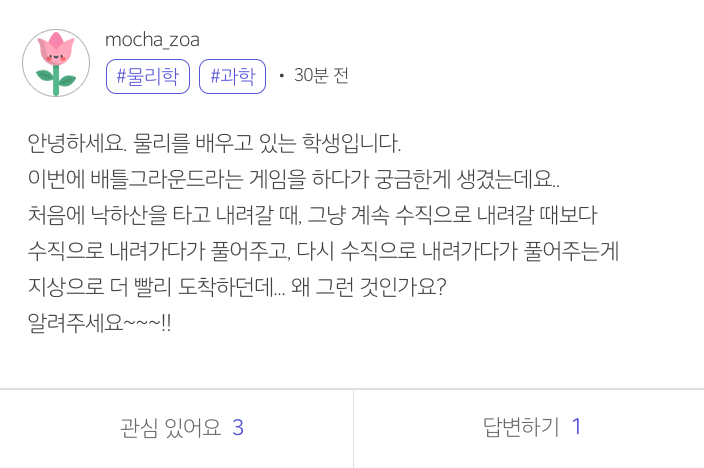 mocha_zoa
#물리학 #과학 • 30분 전
안녕하세요. 물리를 배우고 있는 학생입니다.
이번에 배틀그라운드라는 게임을 하다가 궁금한게 생겼는데요..
처음에 낙하산을 타고 내려갈 때, 그냥 계속 수직으로 내려갈 때보다
수직으로 내려가다가 풀어주고, 다시 수직으로 내려가다가 풀어주는게
지상으로 더 빨리 도착하던데... 왜 그런 것인가요?
알려주세요~~~!!
관심 있어요 3
답변하기 1